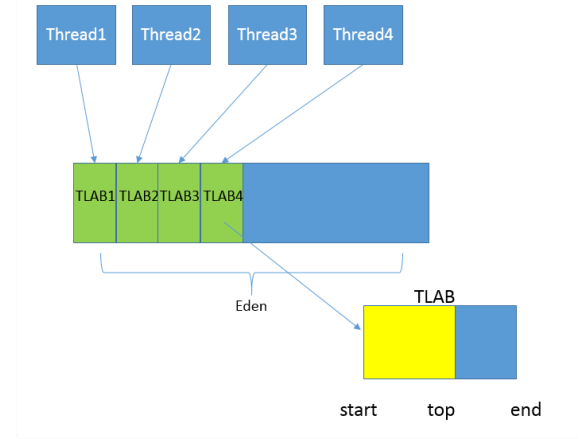 Thread1 Thread2 Thread3 Thread4
TLAB1 TLAB2 TLAB3 TLAB4
Eden
TLAB
start top end